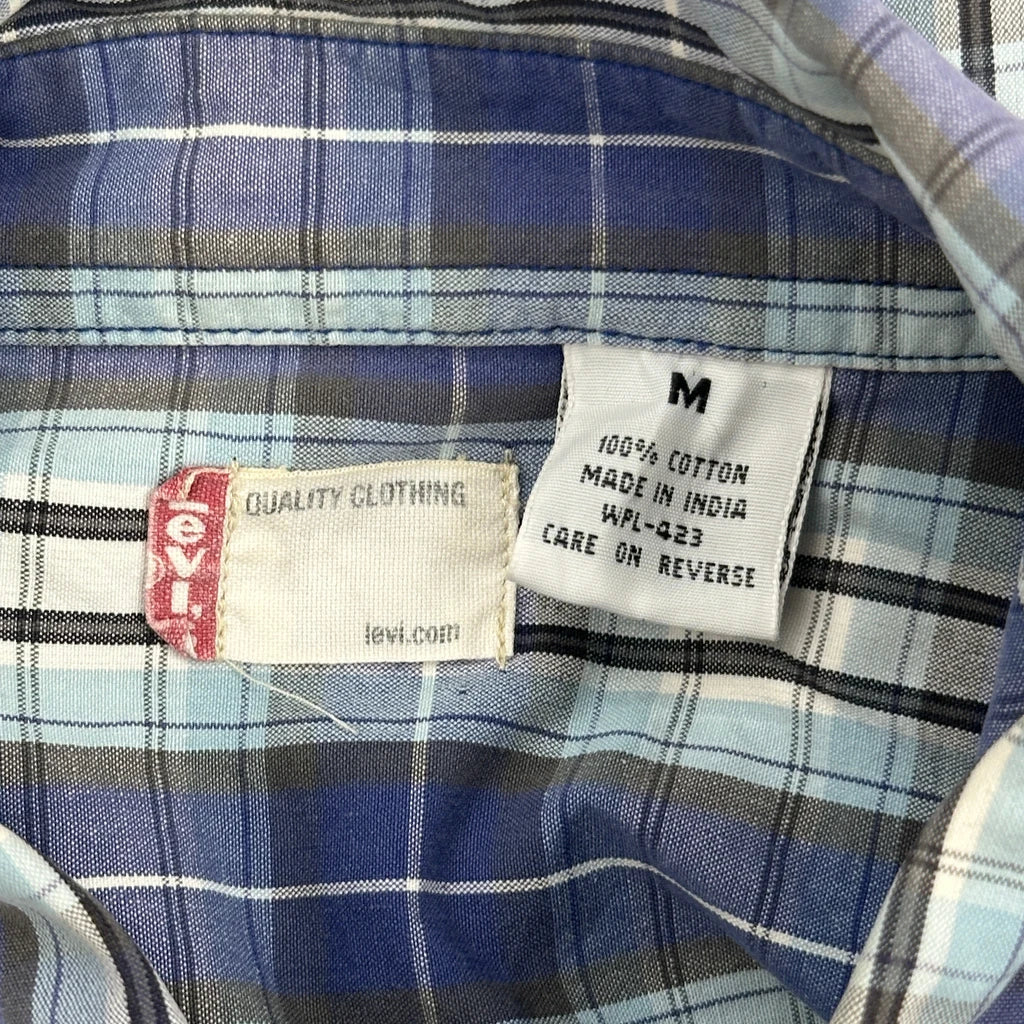 Levi's
QUALITY CLOTHING
levi.com
M
100% COTTON
MADE IN INDIA
WPL-423
CARE ON REVERSE